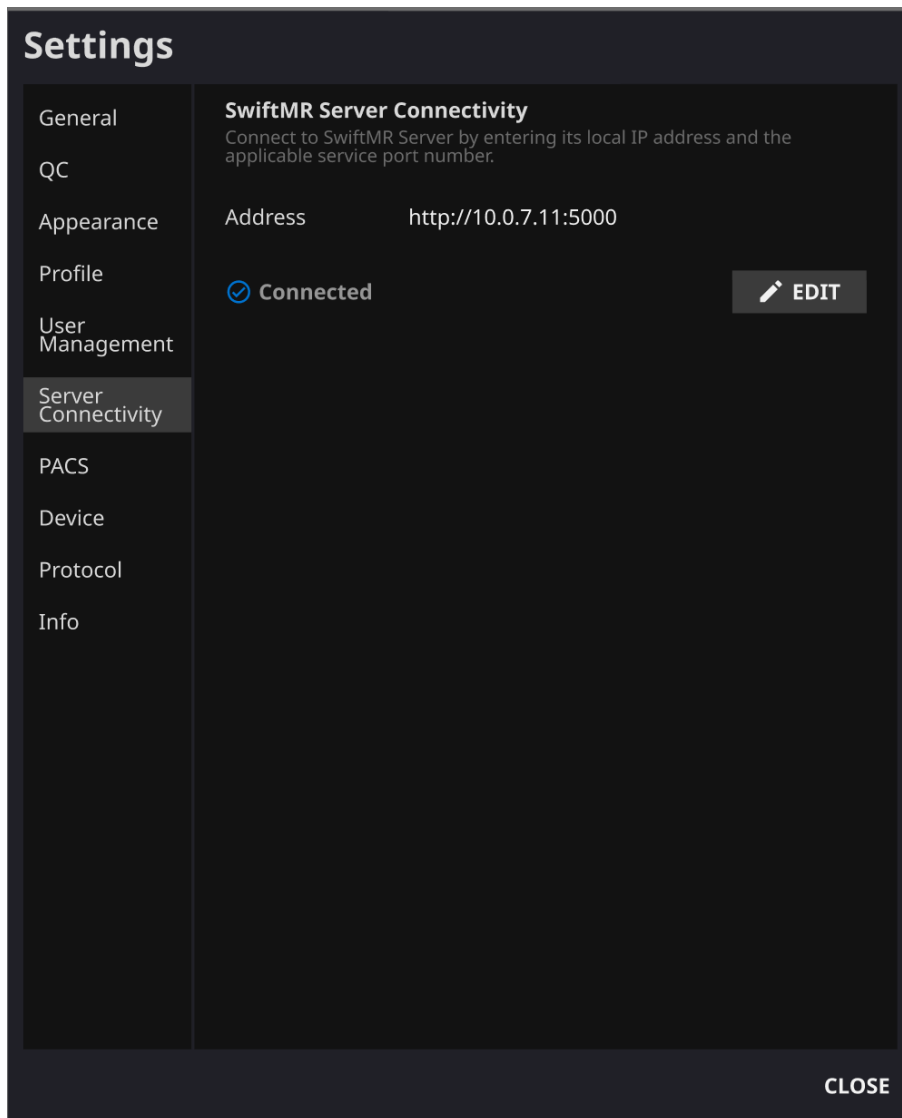 Settings
General
QC
Appearance
Profile
User
Management
Server
Connectivity
PACS
Device
Protocol
Info
SwiftMR Server Connectivity
Connect to SwiftMR Server by entering its local IP address and the
applicable service port number.
Address http://10.0.7.11:5000
Connected
EDIT
CLOSE